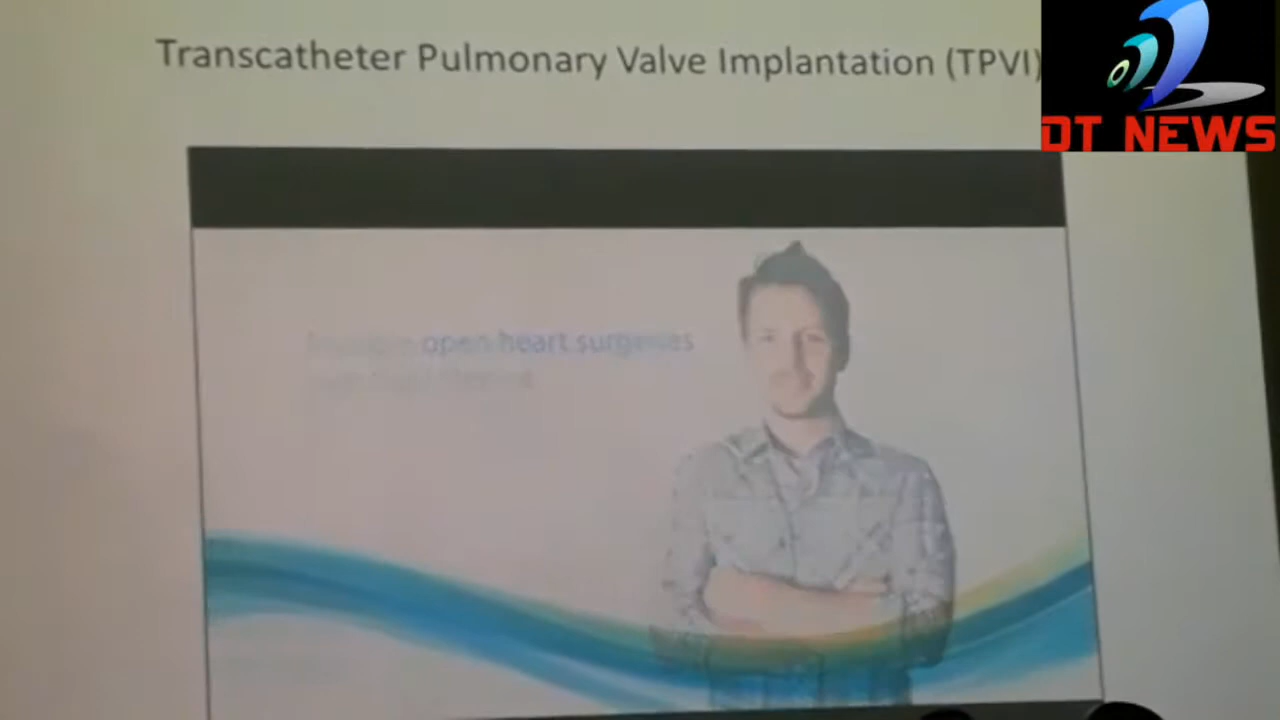 Transcatheter Pulmonary Valve Implantation (TPVI)
DT NEWS
open heart surgeries